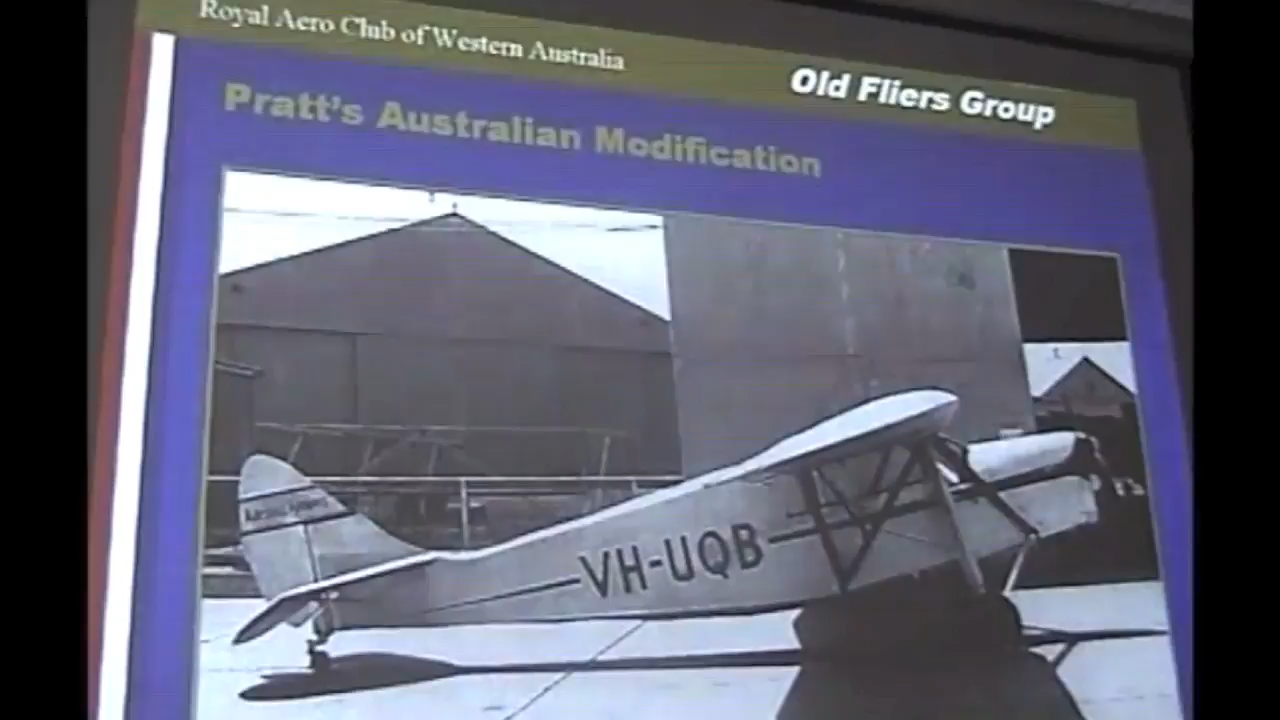 Royal Aero Club of Western Australia
Old Fliers Group
Pratt's Australian Modification
VH-UQB